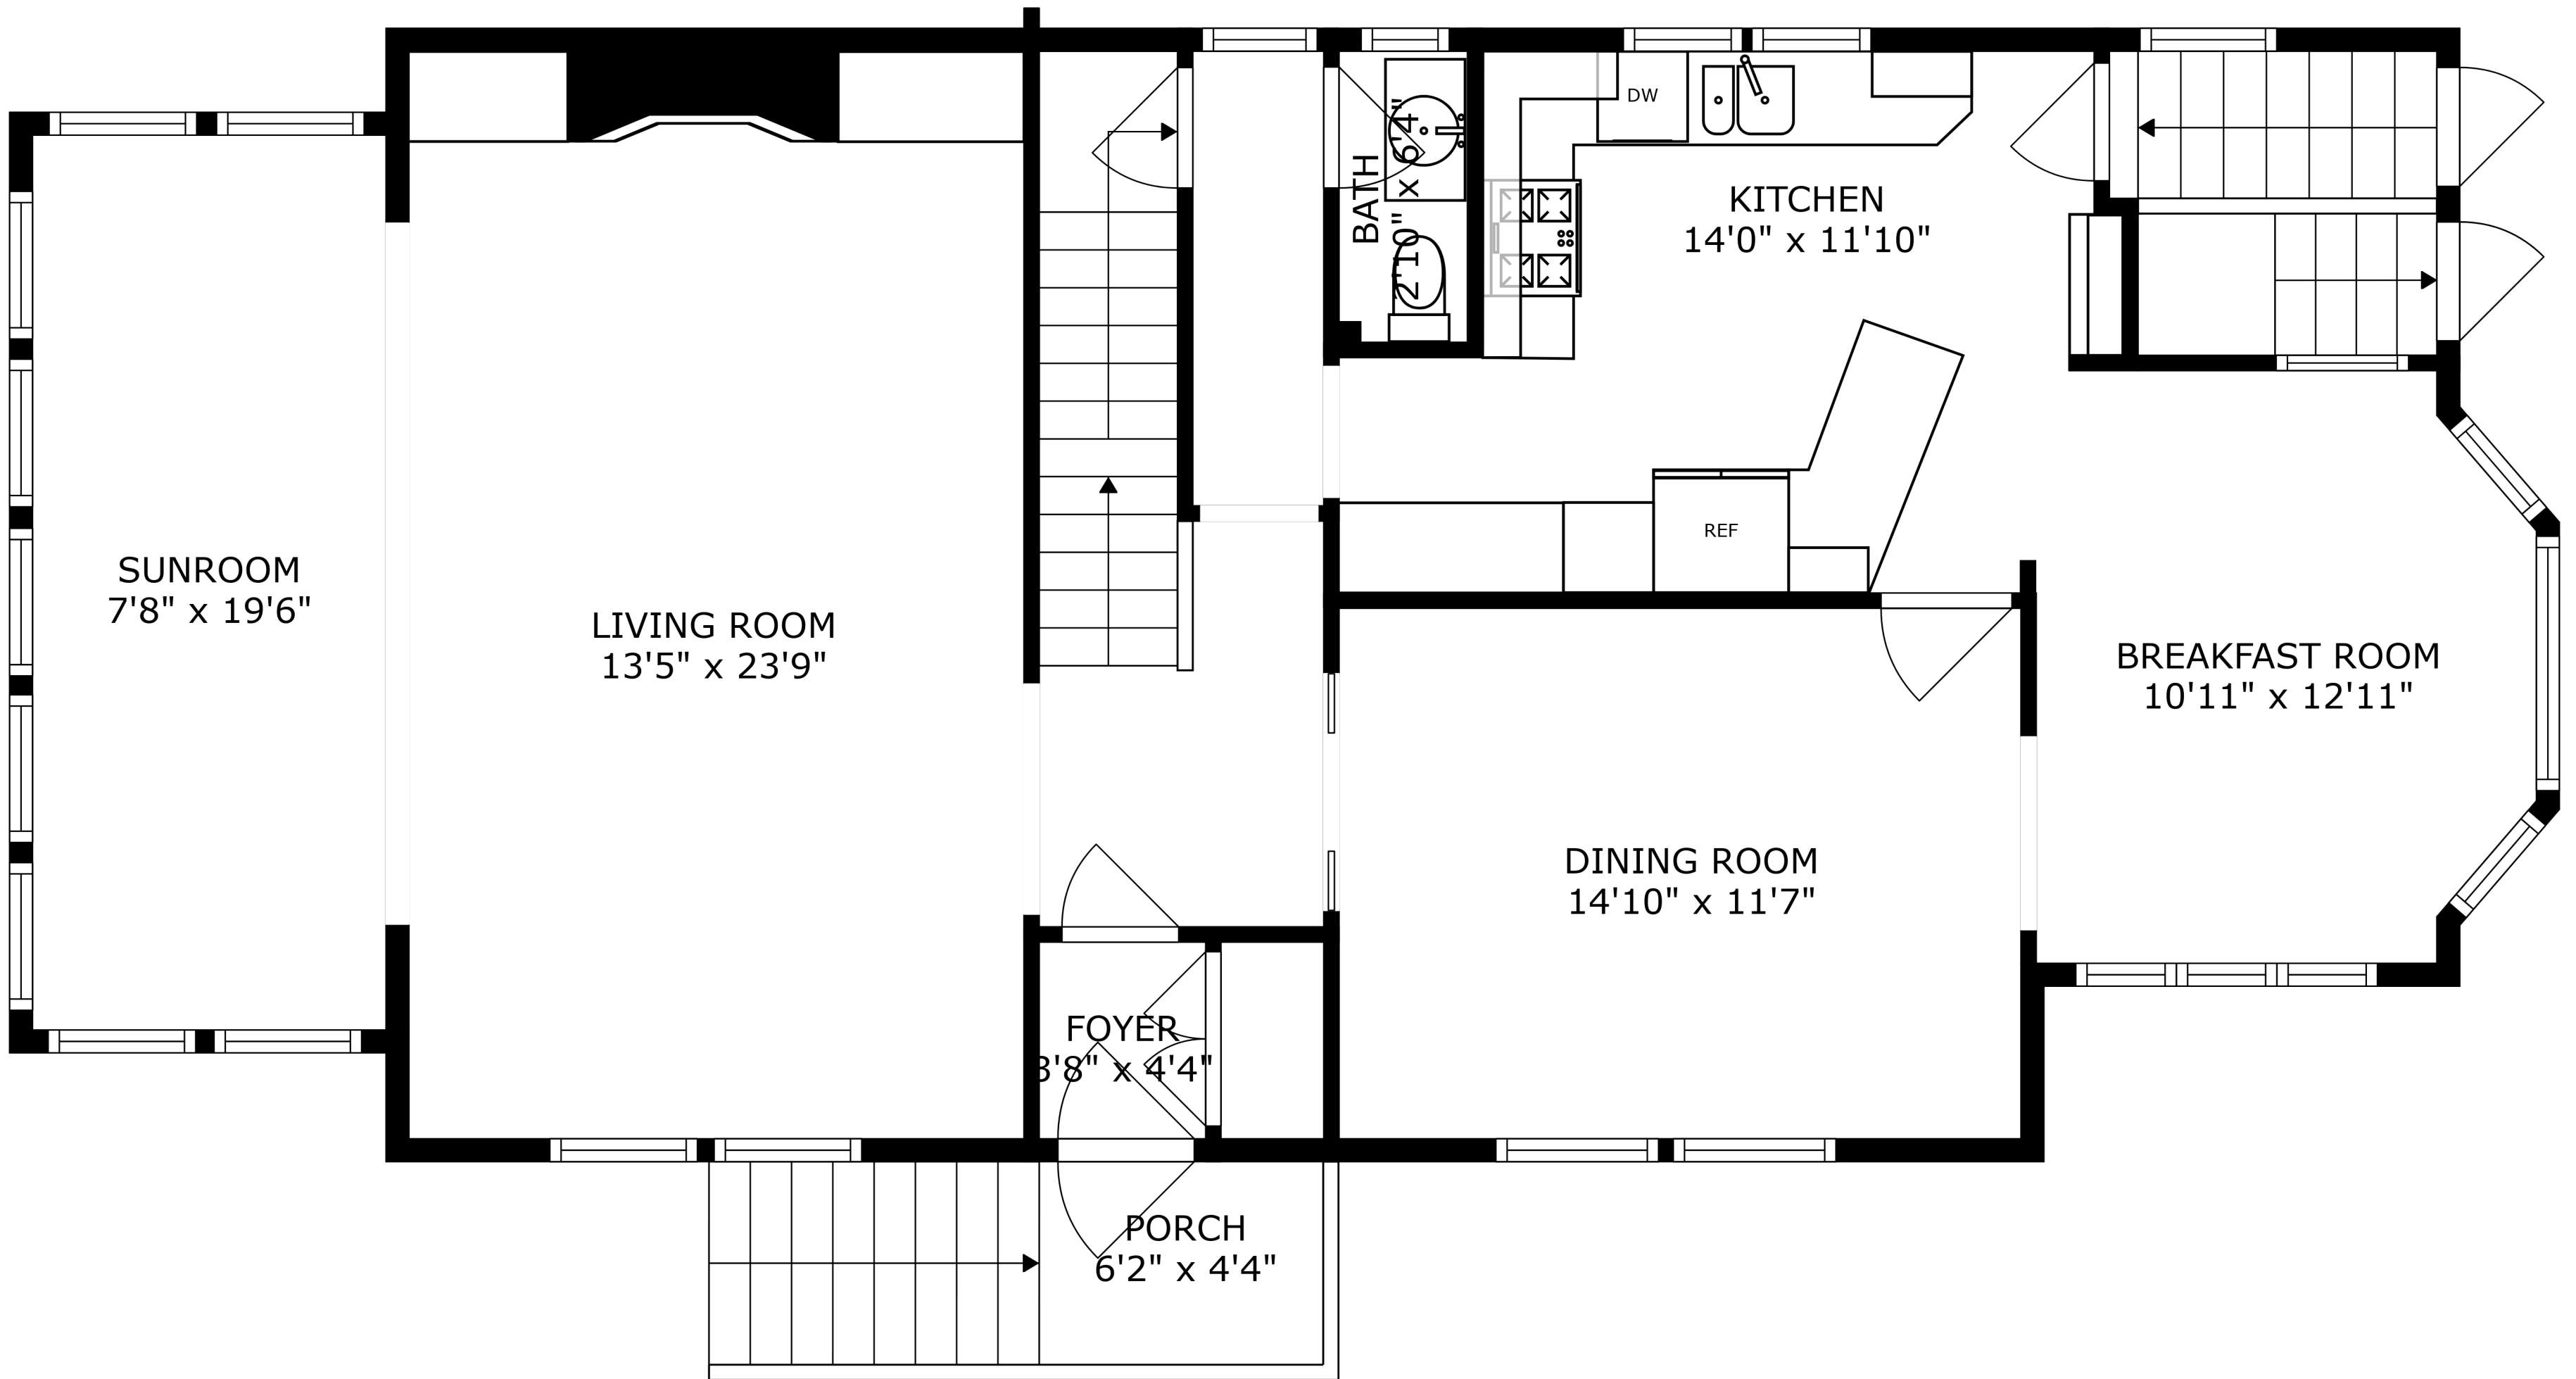 DW
BATH
2'10" x 6'4"
KITCHEN
14'0" x 11'10"
REF
SUNROOM
7'8" x 19'6"
LIVING ROOM
13'5" x 23'9"
BREAKFAST ROOM
10'11" x 12'11"
DINING ROOM
14'10" x 11'7"
FOYER
3'8" x 4'4"
PORCH
6'2" x 4'4"